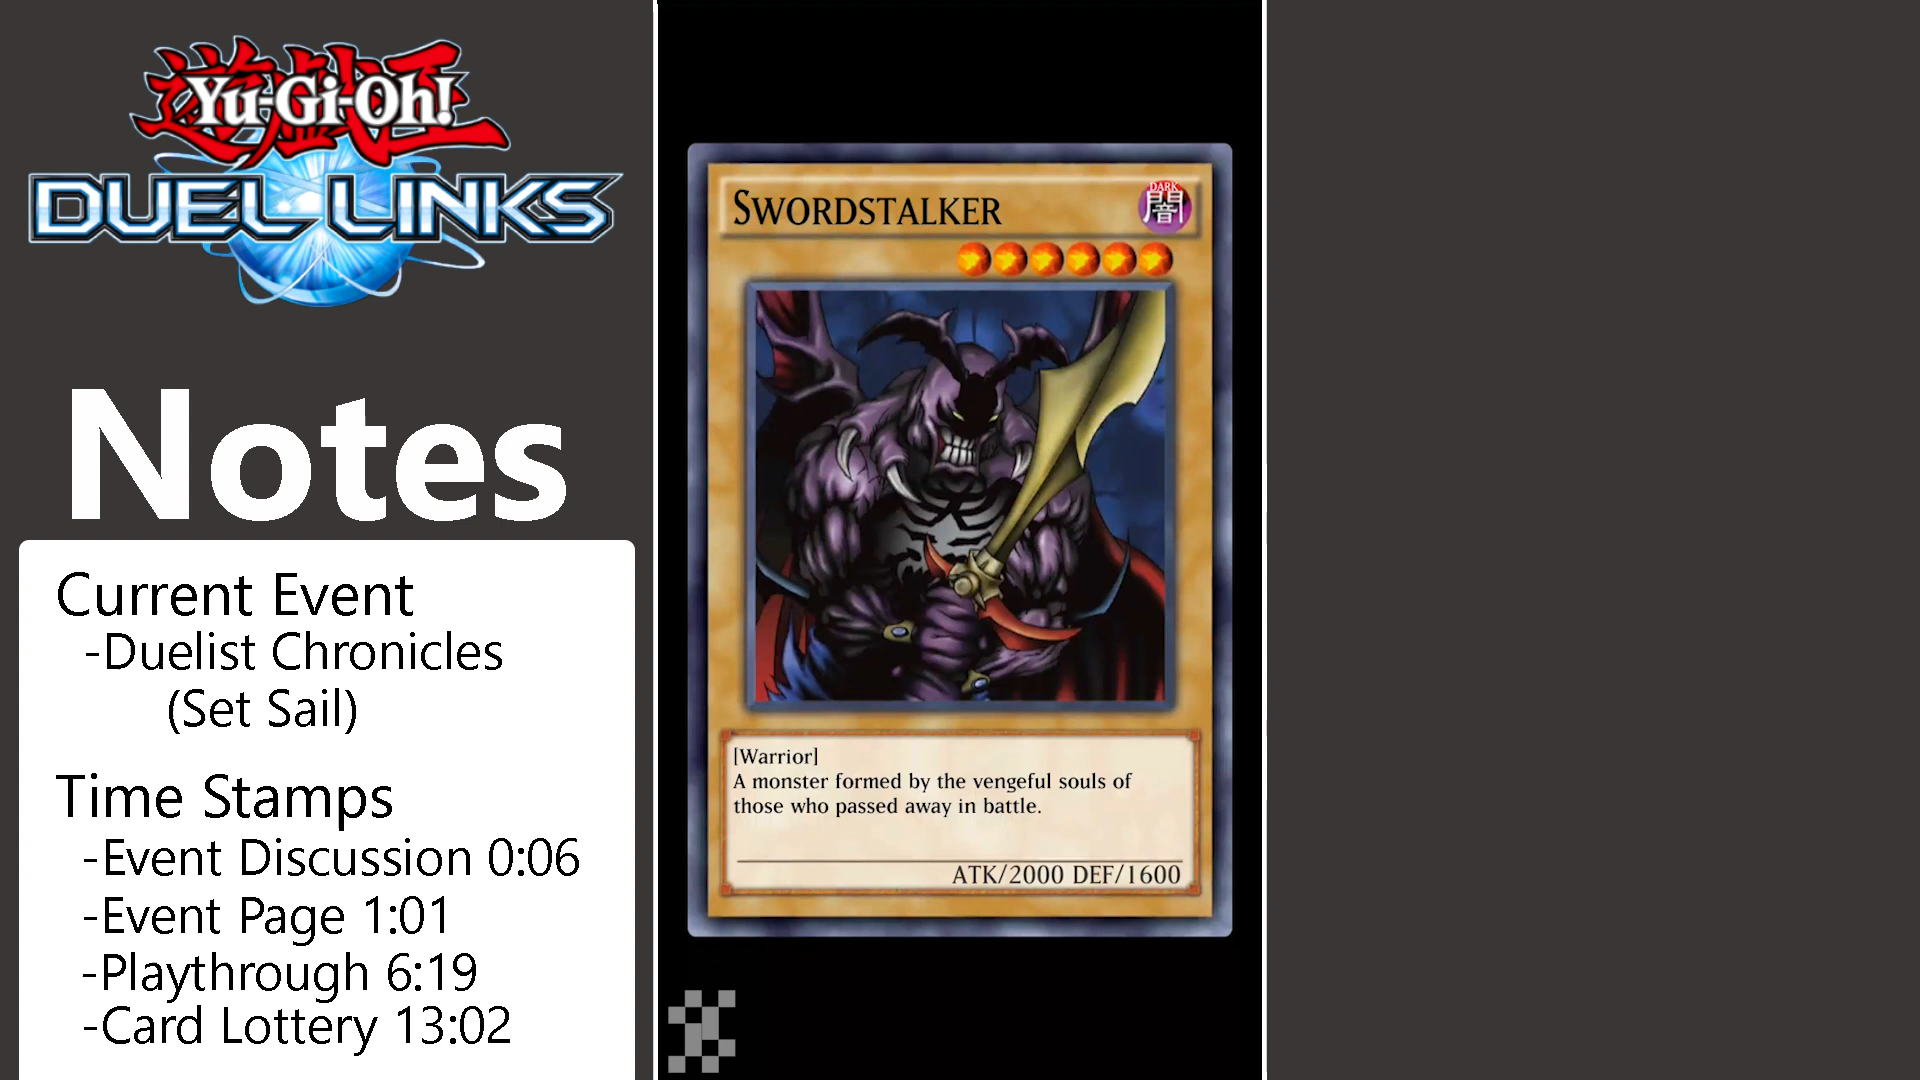 遊戯王
Yu-Gi-Oh!
DUEL LINKS
Notes
Current Event
-Duelist Chronicles
(Set Sail)
Time Stamps
-Event Discussion 0:06
-Event Page 1:01
-Playthrough 6:19
-Card Lottery 13:02
SWORDSTALKER
DARK
闇
[Warrior]
A monster formed by the vengeful souls of
those who passed away in battle.
ATK/2000 DEF/1600